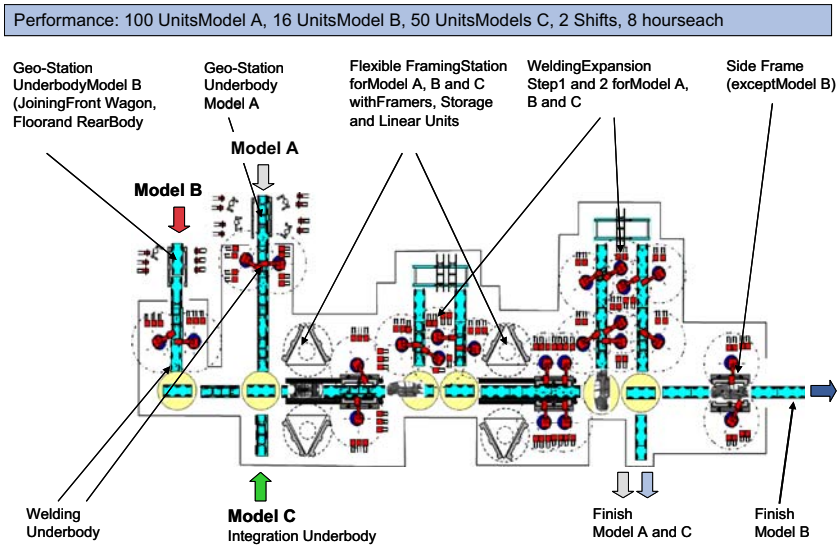 Performance: 100 UnitsModel A, 16 UnitsModel B, 50 UnitsModels C, 2 Shifts, 8 hourseach
Geo-Station
UnderbodyModel B
(JoiningFront Wagon,
Floorand RearBody
Geo-Station
Underbody
Model A
Flexible FramingStation
forModel A, B and C
withFramers, Storage
and Linear Units
WeldingExpansion
Step1 and 2 forModel A,
B and C
Side Frame
(exceptModel B)
Model A
Model B
Welding
Underbody
Model C
Integration Underbody
Finish
Model A and C
Finish
Model B